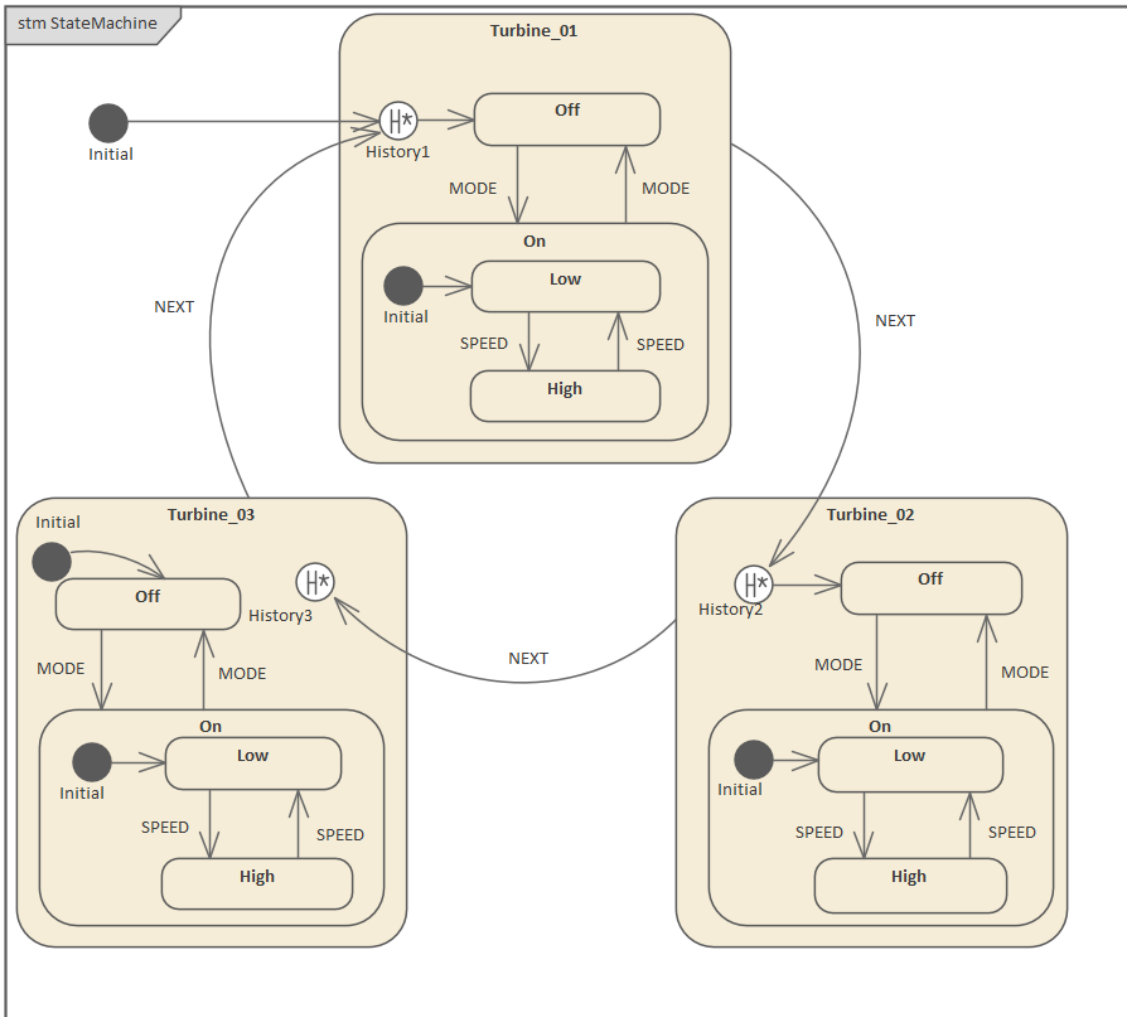 stm StateMachine
Turbine_01
Initial
H*
History1
Off
MODE
MODE
On
Initial
Low
SPEED
SPEED
High
NEXT
NEXT
Turbine_03
Initial
Off
H*
History3
MODE
MODE
On
Initial
Low
SPEED
SPEED
High
NEXT
Turbine_02
H*
History2
Off
MODE
MODE
On
Initial
Low
SPEED
SPEED
High